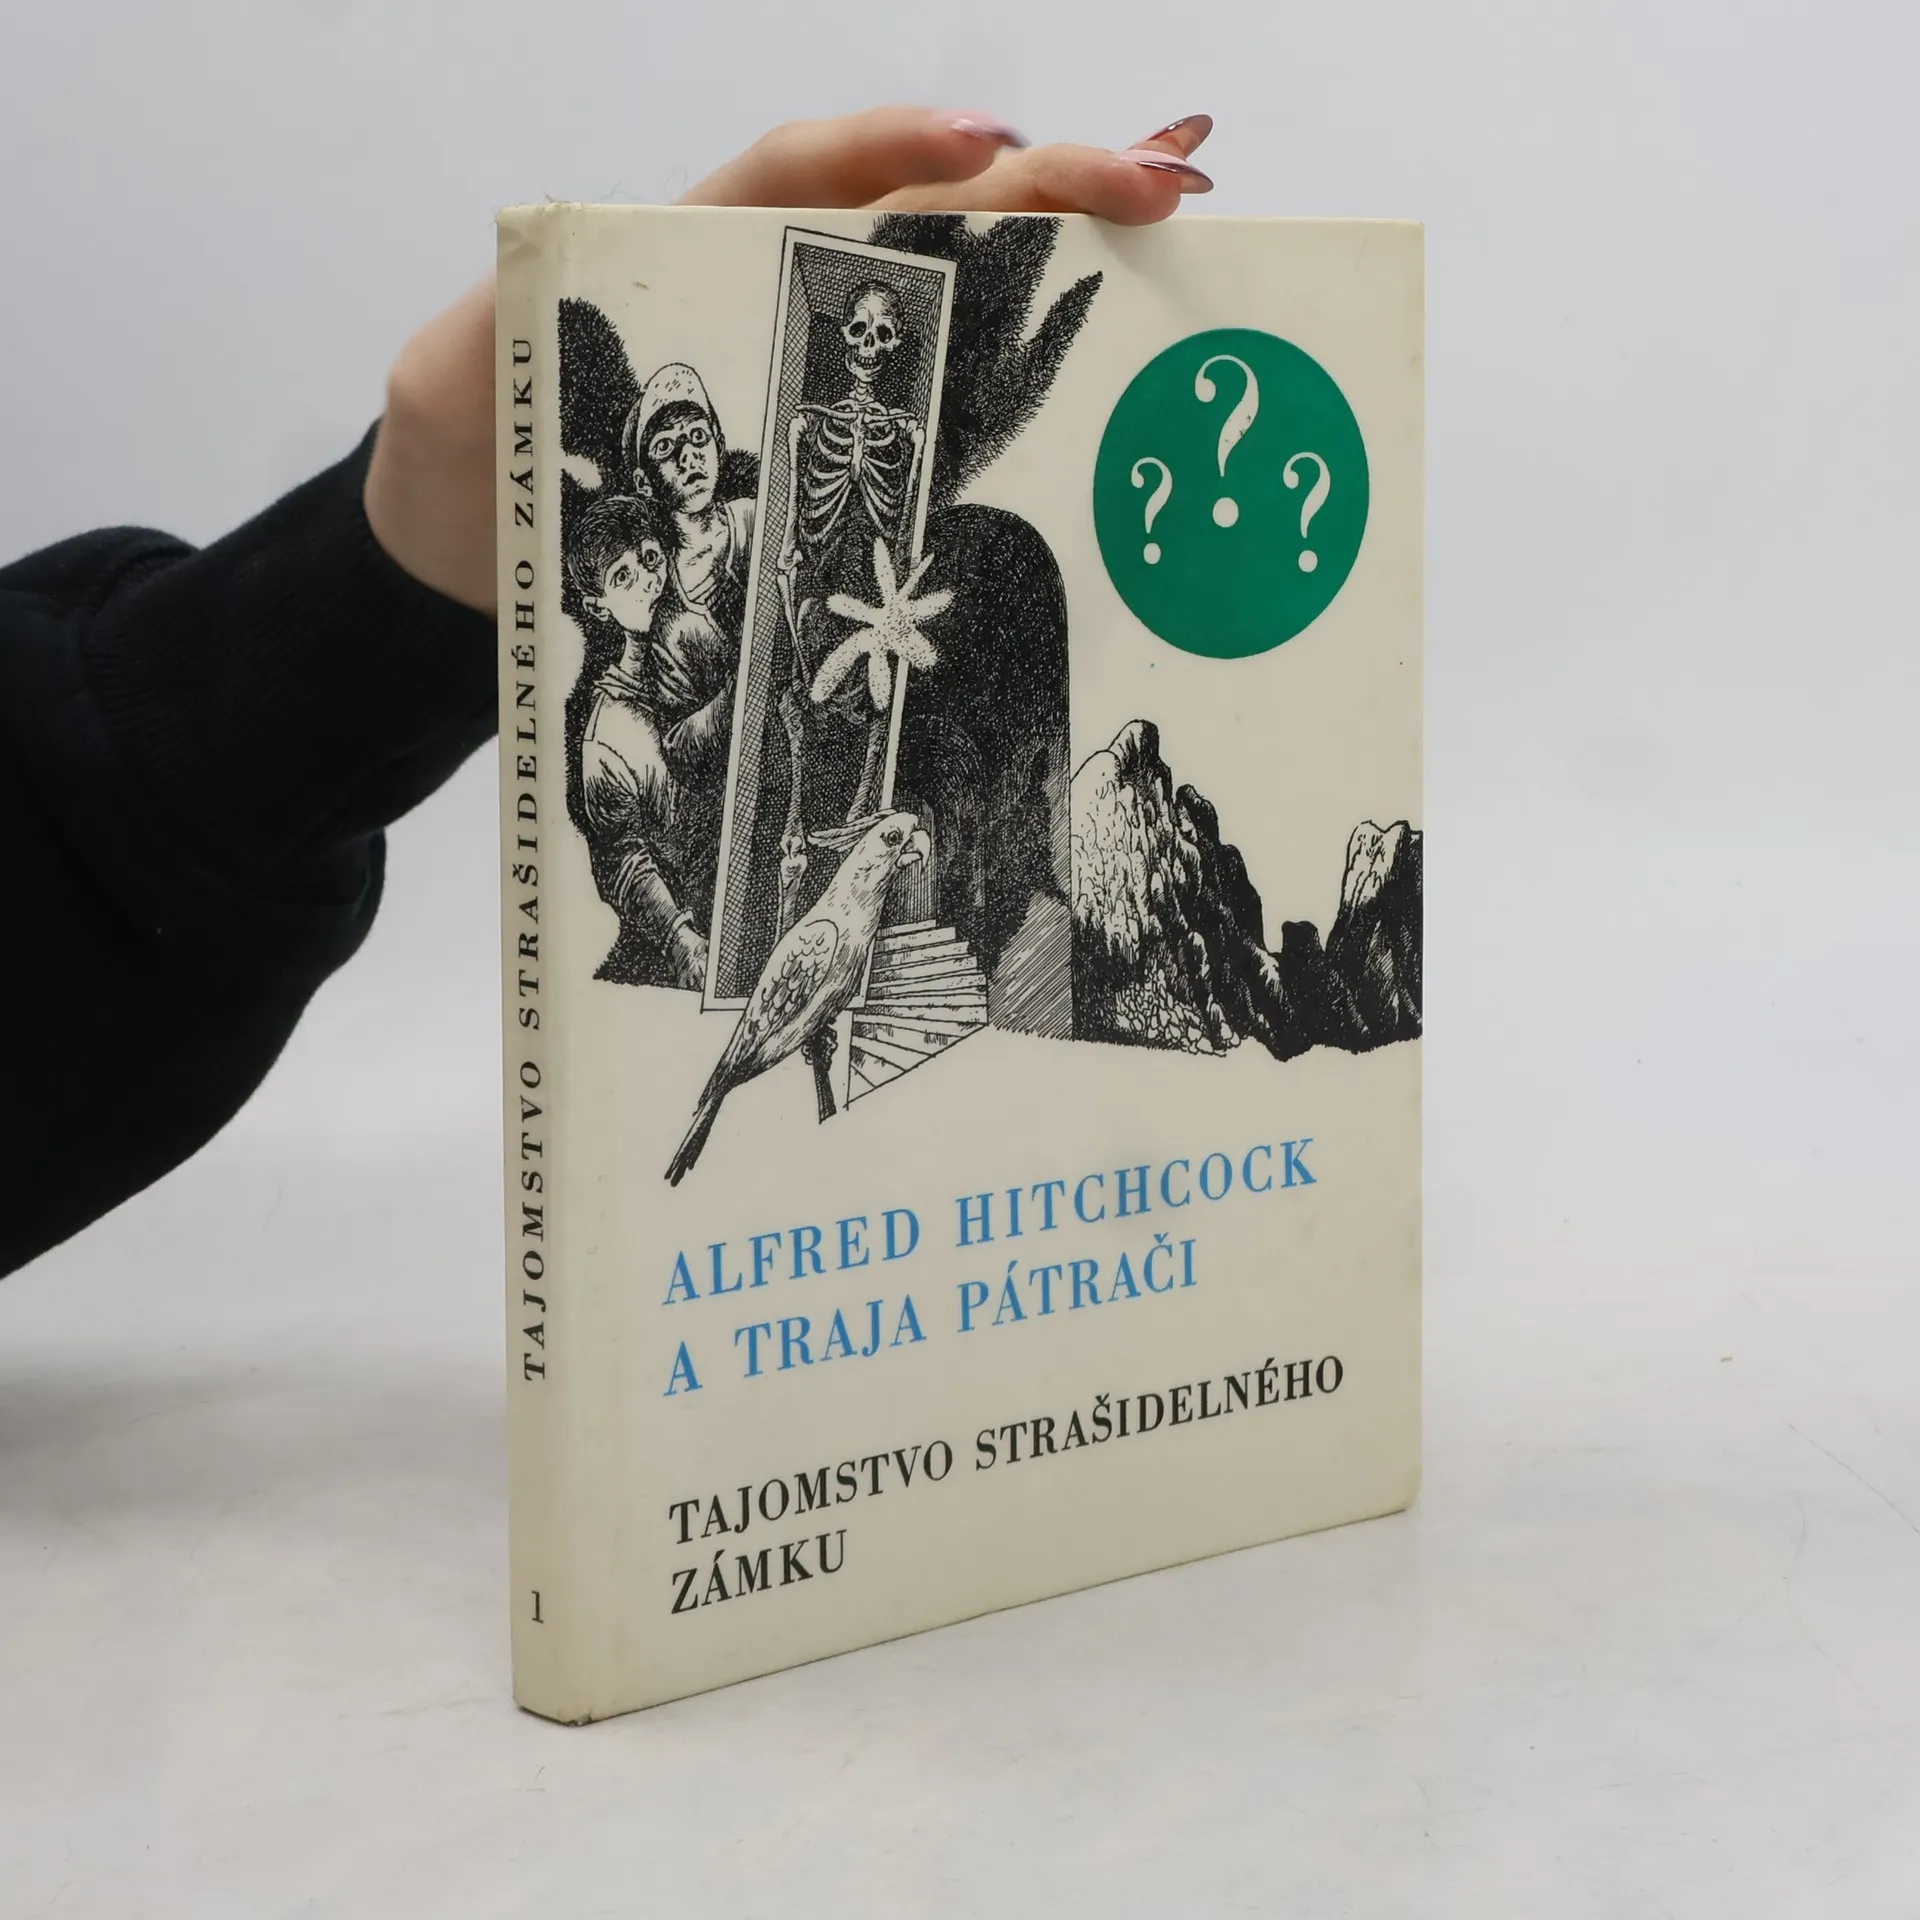 TAJOMSTVO STRAŠIDELNÉHO ZÁMKU
1
? ? ?
ALFRED HITCHCOCK
A TRAJA PÁTRAČI
TAJOMSTVO STRAŠIDELNÉHO
ZÁMKU